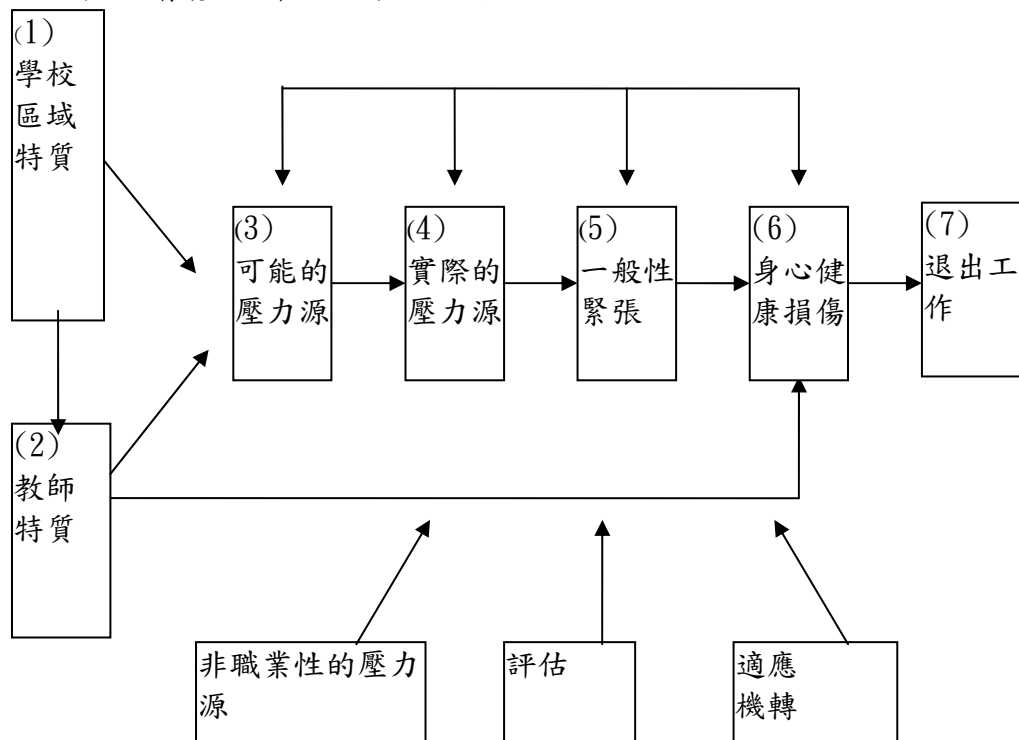 (1)
學校
區域
特質
(3)
可能的
壓力源
(4)
實際的
壓力源
(5)
一般性
緊張
(6)
身心健
康損傷
(7)
退出工
作
(2)
教師
特質
非職業性的壓力
源
評估
適應
機轉